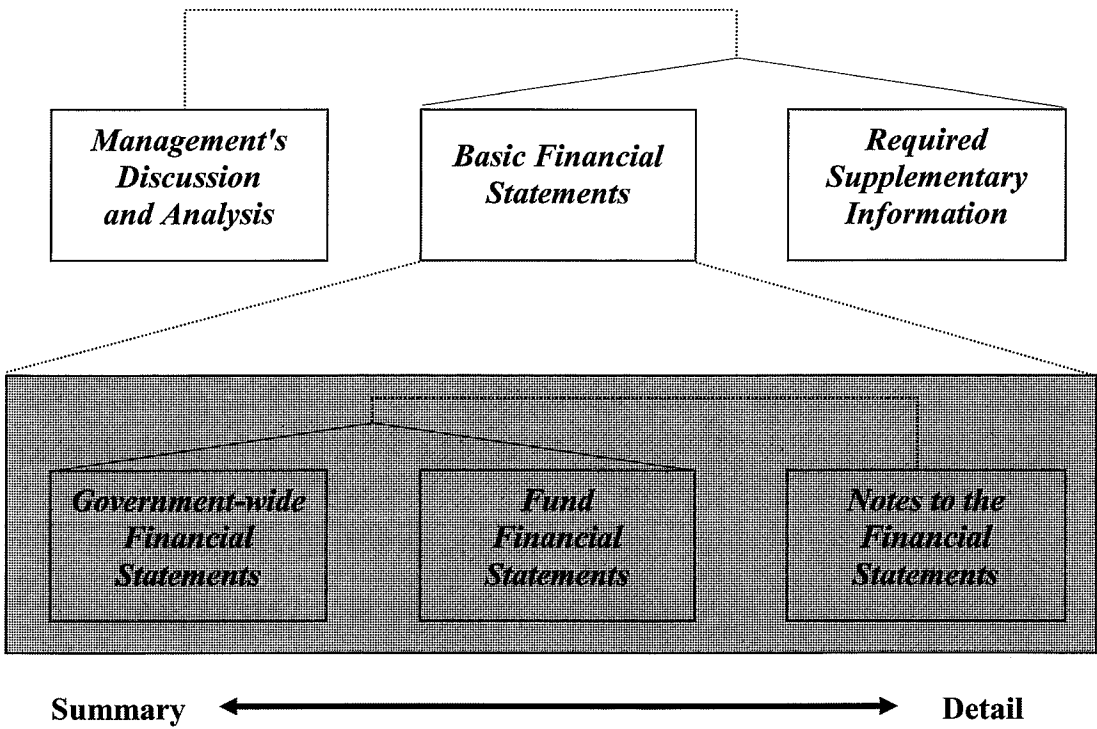 Management's
Discussion
and Analysis
Basic Financial
Statements
Required
Supplementary
Information
Government-wide
Financial
Statements
Fund
Financial
Statements
Notes to the
Financial
Statements
Summary
Detail